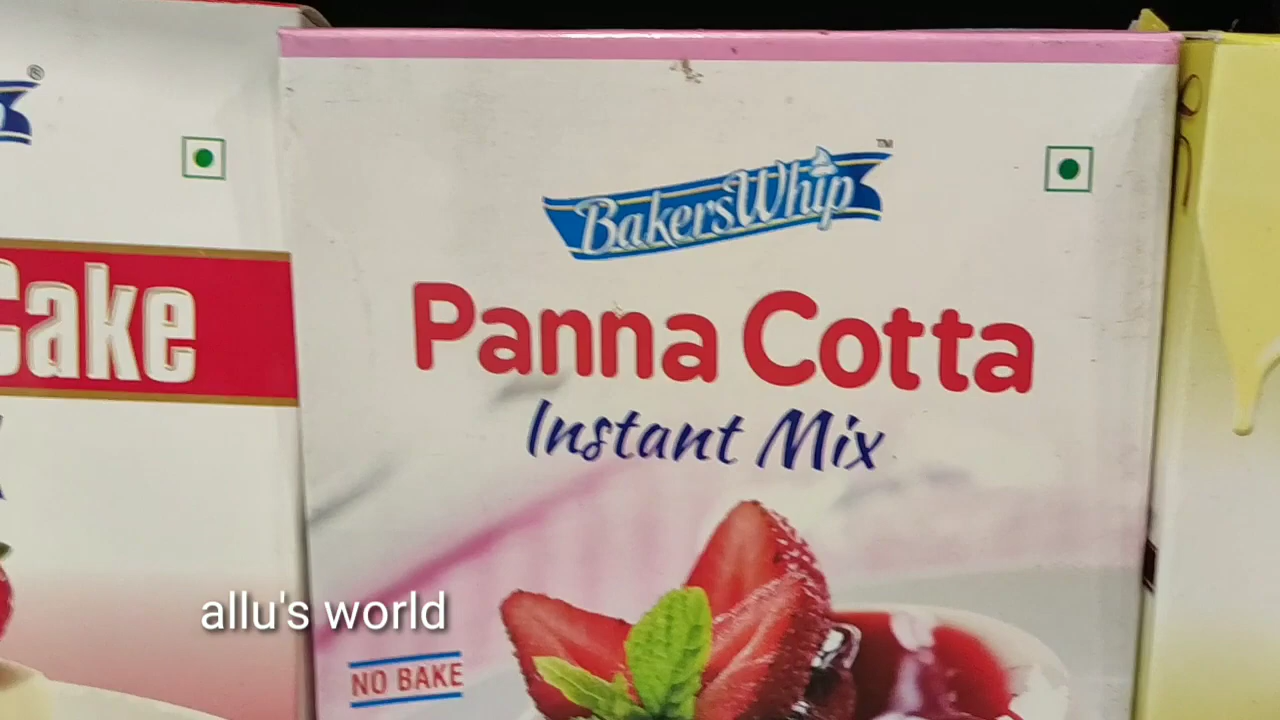 ®
TM
BakersWhip
Cake
Panna Cotta
Instant Mix
allu's world
NO BAKE